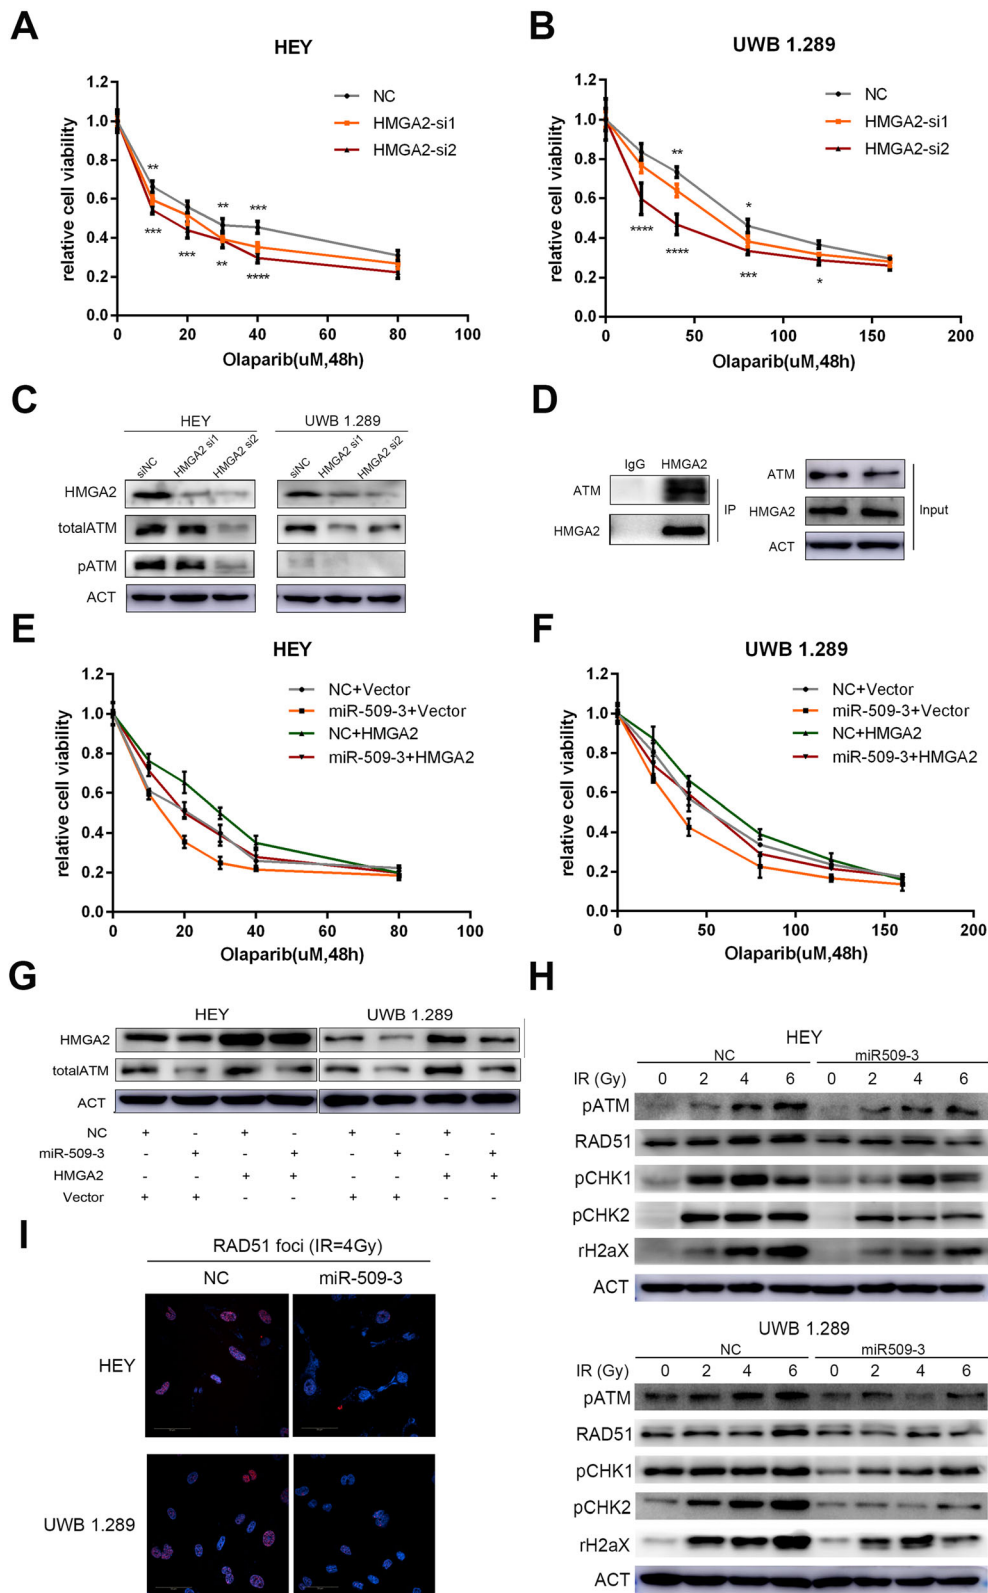 A
HEY
relative cell viability
1.2
1.0
0.8
0.6
0.4
0.2
0.0
NC
HMGA2-si1
HMGA2-si2
**
**
***
***
***
**
****
0
20
40
60
80
100
Olaparib(uM,48h)
B
UWB 1.289
relative cell viability
1.2
1.0
0.8
0.6
0.4
0.2
0.0
NC
HMGA2-si1
HMGA2-si2
**
*
****
****
***
*
0
50
100
150
200
Olaparib(uM,48h)
C
HEY
UWB 1.289
siNC
HMGA2 si1
HMGA2 si2
siNC
HMGA2 si1
HMGA2 si2
HMGA2
totalATM
pATM
ACT
D
IgG HMGA2
ATM
HMGA2
IP
ATM
HMGA2
ACT
Input
E
HEY
relative cell viability
1.2
1.0
0.8
0.6
0.4
0.2
0.0
NC+Vector
miR-509-3+Vector
NC+HMGA2
miR-509-3+HMGA2
0
20
40
60
80
100
Olaparib(uM,48h)
F
UWB 1.289
relative cell viability
1.2
1.0
0.8
0.6
0.4
0.2
0.0
NC+Vector
miR-509-3+Vector
NC+HMGA2
miR-509-3+HMGA2
0
50
100
150
200
Olaparib(uM,48h)
G
HEY UWB 1.289
HMGA2
totalATM
ACT
NC + - + - + - + -
miR-509-3 - + - + - + - +
HMGA2 - - + + - - + +
Vector + + - - + + - -
H
HEY
NC miR509-3
IR (Gy) 0 2 4 6 0 2 4 6
pATM
RAD51
pCHK1
pCHK2
rH2aX
ACT
UWB 1.289
NC miR509-3
IR (Gy) 0 2 4 6 0 2 4 6
pATM
RAD51
pCHK1
pCHK2
rH2aX
ACT
I
RAD51 foci (IR=4Gy)
NC miR-509-3
HEY
UWB 1.289